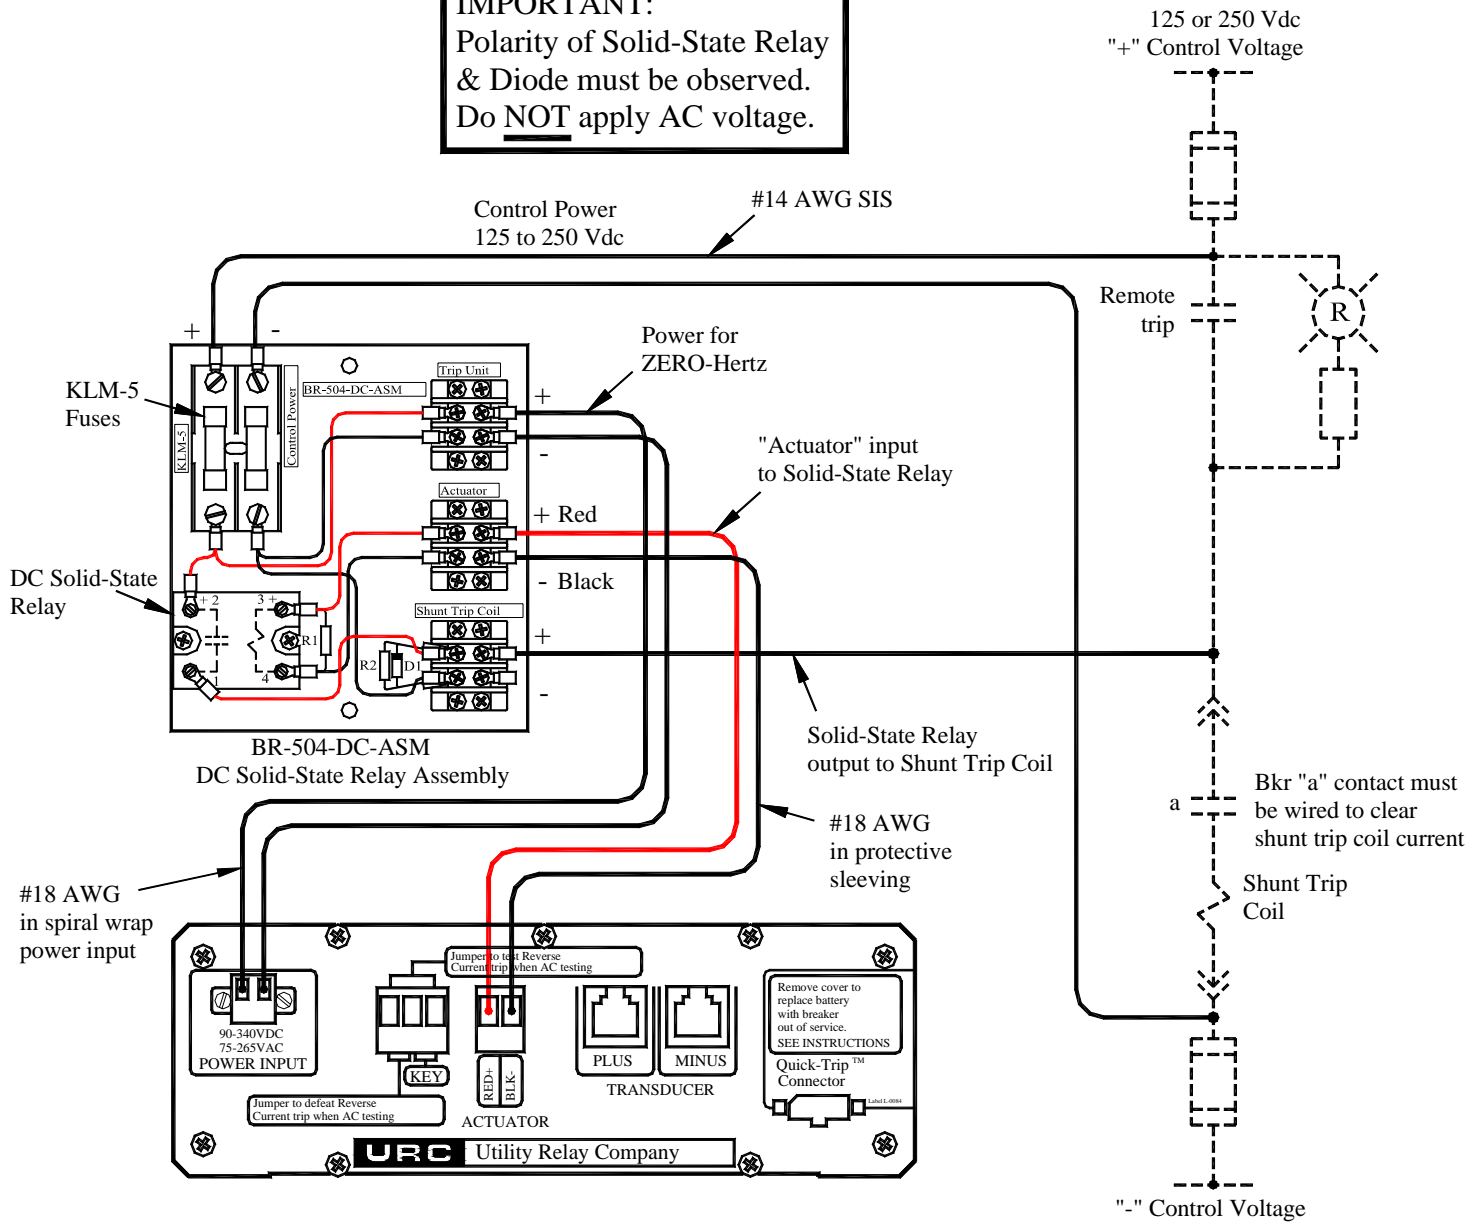 IMPORTANT:
Polarity of Solid-State Relay
& Diode must be observed.
Do NOT apply AC voltage.
125 or 250 Vdc
"+" Control Voltage
#14 AWG SIS
Control Power
125 to 250 Vdc
Remote
trip
R
+
-
Power for
ZERO-Hertz
KLM-5
Fuses
KLM-5
Control Power
BR-504-DC-ASM
Trip Unit
+
-
"Actuator" input
to Solid-State Relay
Actuator
+ Red
- Black
DC Solid-State
Relay
+ 2
3 +
1
4
R1
Shunt Trip Coil
R2
D1
+
-
BR-504-DC-ASM
DC Solid-State Relay Assembly
Solid-State Relay
output to Shunt Trip Coil
a
Bkr "a" contact must
be wired to clear
shunt trip coil current
#18 AWG
in protective
sleeving
Shunt Trip
Coil
#18 AWG
in spiral wrap
power input
Jumper to test Reverse
Current trip when AC testing
90-340VDC
75-265VAC
POWER INPUT
KEY
Jumper to defeat Reverse
Current trip when AC testing
RED+
BLK-
ACTUATOR
PLUS
MINUS
TRANSDUCER
Remove cover to
replace battery
with breaker
out of service.
SEE INSTRUCTIONS
Quick-Trip™
Connector
Label L-0084
URC Utility Relay Company
"-" Control Voltage